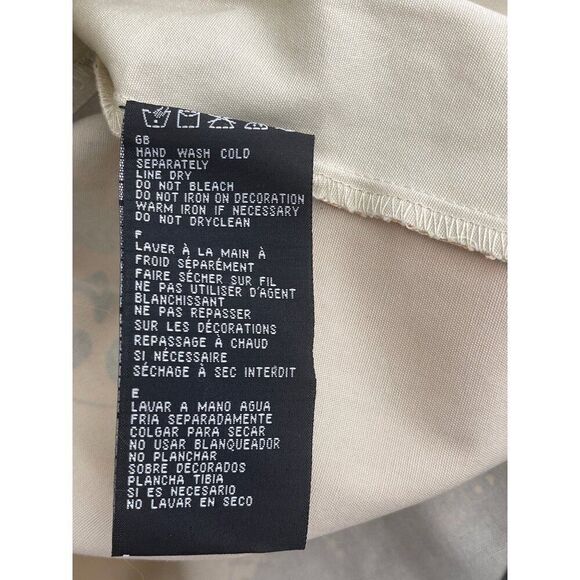 GB
HAND WASH COLD
SEPARATELY
LINE DRY
DO NOT BLEACH
DO NOT IRON ON DECORATION
WARM IRON IF NECESSARY
DO NOT DRYCLEAN
F
LAVER À LA MAIN À
FROID SÉPARÉMENT
FAIRE SÉCHER SUR FIL
NE PAS UTILISER D'AGENT
BLANCHISSANT
NE PAS REPASSER
SUR LES DÉCORATIONS
REPASSAGE À CHAUD
SI NÉCESSAIRE
SÉCHAGE À SEC INTERDIT
E
LAVAR A MANO AGUA
FRIA SEPARADAMENTE
COLGAR PARA SECAR
NO USAR BLANQUEADOR
NO PLANCHAR
SOBRE DECORADOS
PLANCHA TIBIA
SI ES NECESARIO
NO LAVAR EN SECO